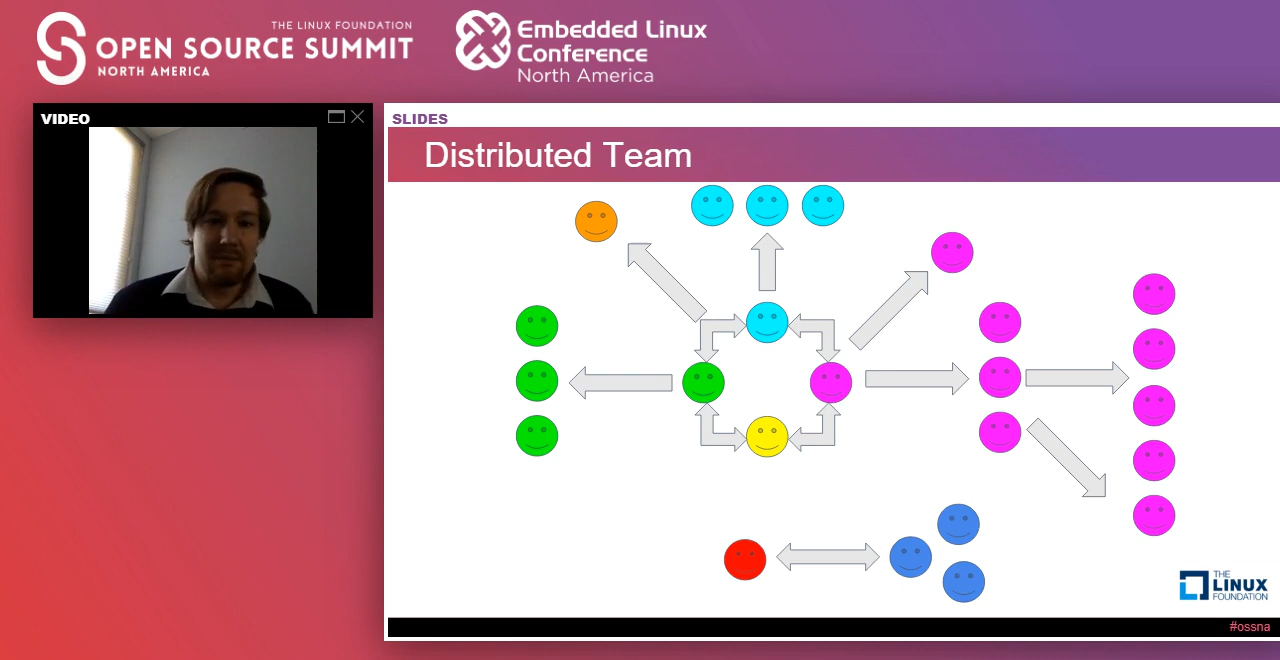 THE LINUX FOUNDATION
OPEN SOURCE SUMMIT
NORTH AMERICA
Embedded Linux
Conference
North America
VIDEO
SLIDES
Distributed Team
THE
LINUX
FOUNDATION
#ossna